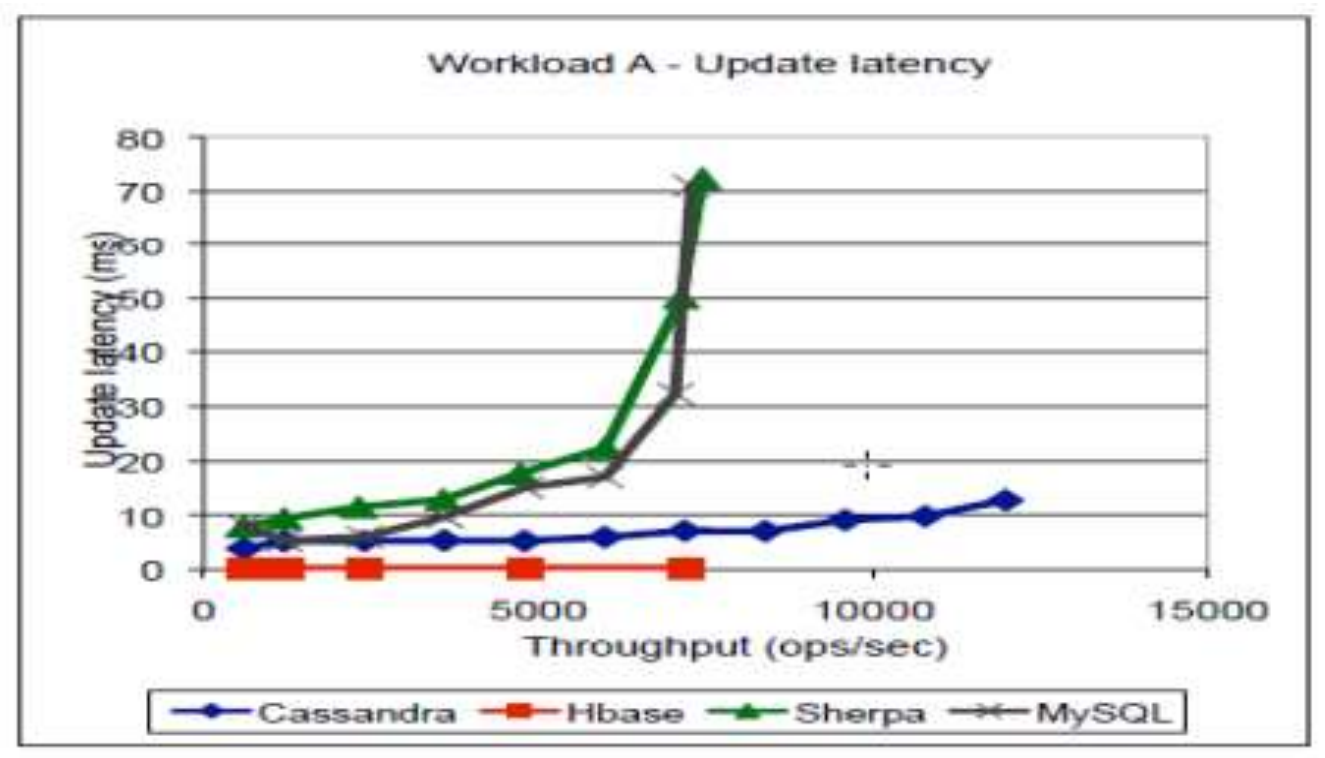 Workload A - Update latency
Update latency (ms)
80
70
60
50
40
30
20
10
0
0 5000 10000 15000
Throughput (ops/sec)
Cassandra Hbase Sherpa MySQL